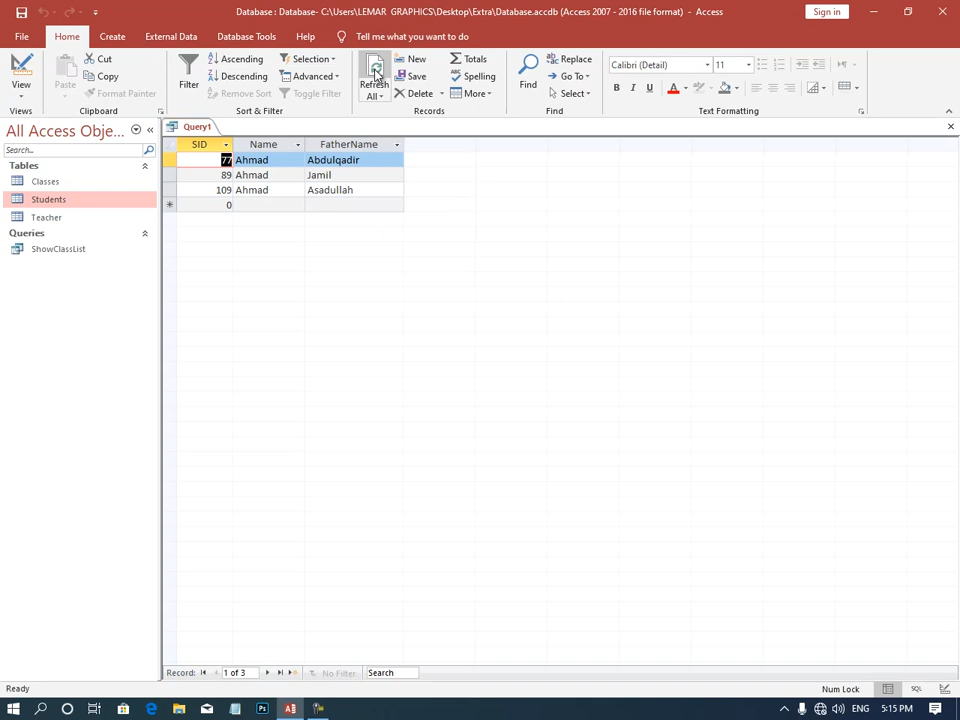 Database : Database- C:\Users\LEMAR GRAPHICS\Desktop\Extra\Database.accdb (Access 2007 - 2016 file format) - Access
Sign in
File Home Create External Data Database Tools Help Tell me what you want to do
View
Views
Paste
Cut
Copy
Format Painter
Clipboard
Filter
Ascending
Descending
Remove Sort
Selection
Advanced
Toggle Filter
Sort & Filter
Refresh
All
New
Save
Delete
Totals
Spelling
More
Records
Find
Replace
Go To
Select
Find
Calibri (Detail) 11
B I U A
Text Formatting
All Access Obje...
Search...
Tables
Classes
Students
Teacher
Queries
ShowClassList
Query1
SID Name FatherName
77 Ahmad Abdulqadir
89 Ahmad Jamil
109 Ahmad Asadullah
* 0
Record: 1 of 3 No Filter Search
Ready
Num Lock SQL
ENG 5:15 PM